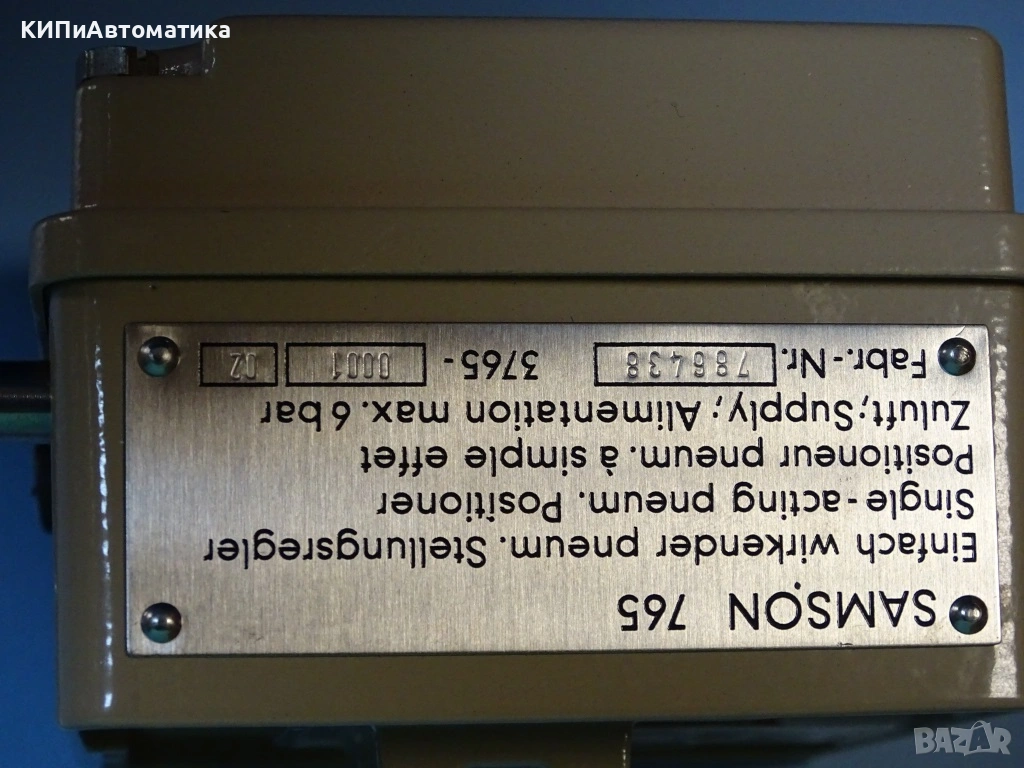 КИПиАвтоматика
SAMSON 765
Einfach wirkender pneum. Stellungsregler
Single-acting pneum. Positioner
Positioneur pneum. à simple effet
Zuluft; Supply; Alimentation max. 6 bar
Fabr.-Nr. 786438 3765- 0001 02
BAZAR